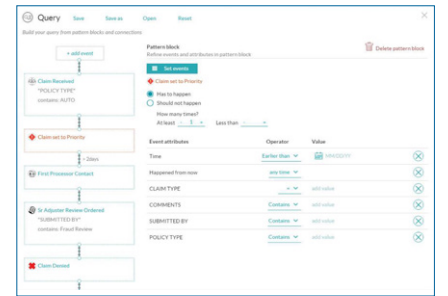 Query Save Save as Open Reset
Build your query from pattern blocks and connections
+ add event
Claim Received
"POLICY TYPE"
contains: AUTO
Claim set to Priority
< 2days
First Processor Contact
Sr Adjuster Review Ordered
"SUBMITTED BY"
contains: Fraud Review
Claim Denied
Pattern block
Define events and attributes in pattern block
Delete pattern block
Set events
Claim set to Priority
Has to happen
Should not happen
How many times?
At least - 1 + Less than - +
Event attributes Operator Value
Time Earlier than
Happened from now any time
CLAIM TYPE = add value
COMMENTS Contains add value
SUBMITTED BY Contains add value
POLICY TYPE Contains add value